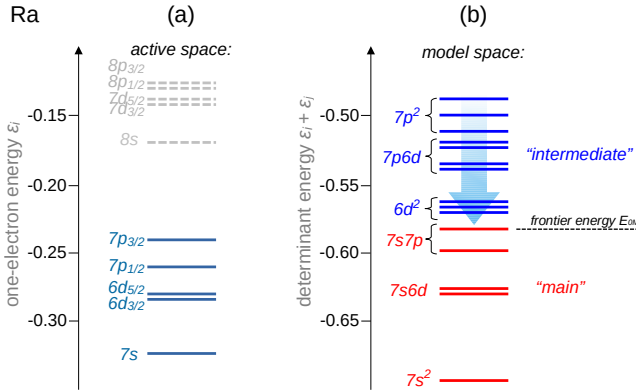 Ra
(a)
(b)
active space:
model space:
one-electron energy εᵢ
-0.15
-0.20
-0.25
-0.30
8p₃/₂
8p₁/₂
7d₅/₂
7d₃/₂
8s
7p₃/₂
7p₁/₂
6d₅/₂
6d₃/₂
7s
determinant energy εᵢ + εⱼ
-0.50
-0.55
-0.60
-0.65
7p²
7p6d
6d²
7s7p
7s6d
7s²
“intermediate”
frontier energy E₀M
“main”